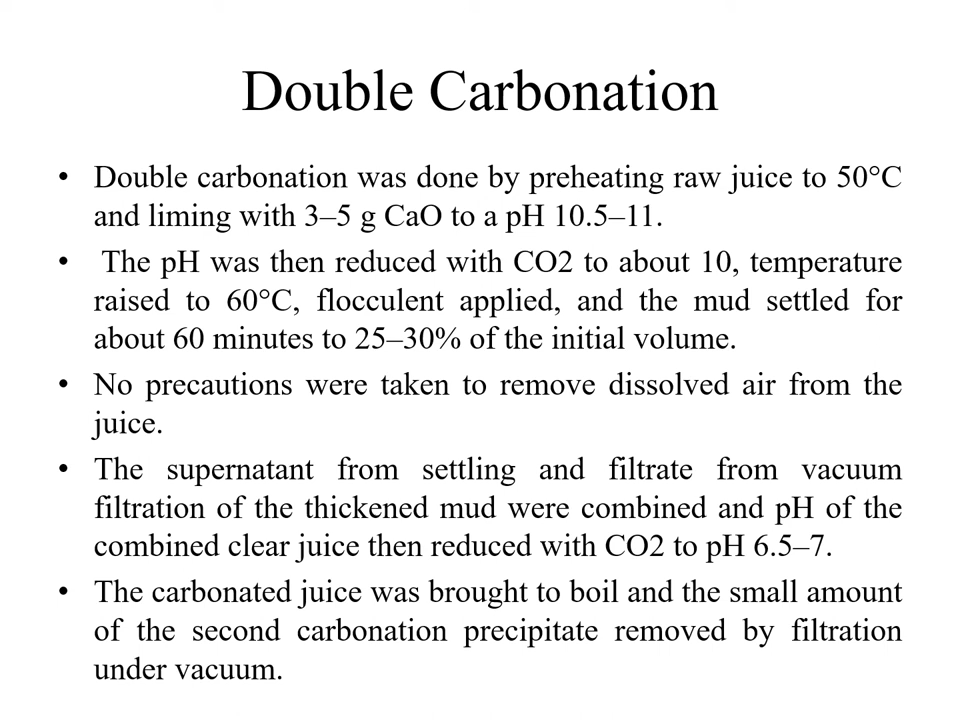 Double Carbonation
• Double carbonation was done by preheating raw juice to 50°C
and liming with 3–5 g CaO to a pH 10.5–11.
• The pH was then reduced with CO2 to about 10, temperature
raised to 60°C, flocculent applied, and the mud settled for
about 60 minutes to 25–30% of the initial volume.
• No precautions were taken to remove dissolved air from the
juice.
• The supernatant from settling and filtrate from vacuum
filtration of the thickened mud were combined and pH of the
combined clear juice then reduced with CO2 to pH 6.5–7.
• The carbonated juice was brought to boil and the small amount
of the second carbonation precipitate removed by filtration
under vacuum.